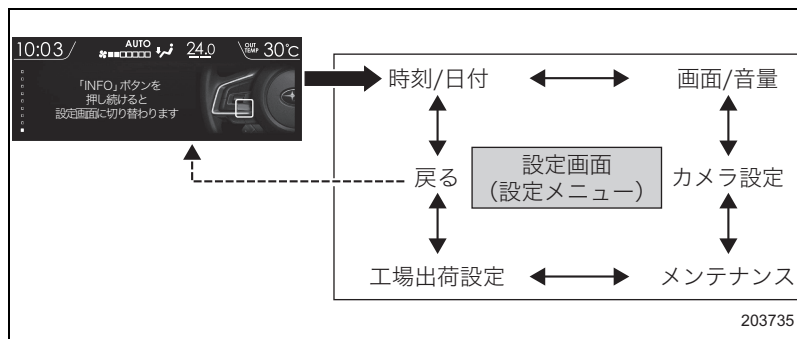 10:03
AUTO
24.0
OUT TEMP 30℃
「INFO」ボタンを
押し続けると
設定画面に切り替わります
時刻/日付
画面/音量
戻る
設定画面
（設定メニュー）
カメラ設定
工場出荷設定
メンテナンス
203735